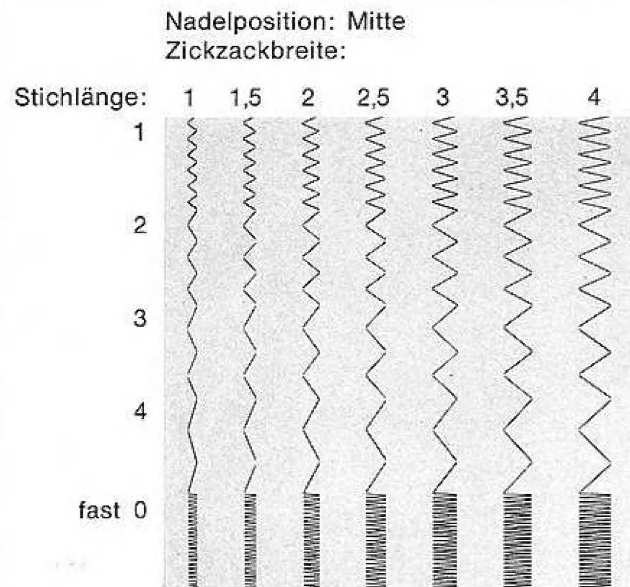 Nadelposition: Mitte
Zickzackbreite:
Stichlänge: 1 1,5 2 2,5 3 3,5 4
1
2
3
4
fast 0